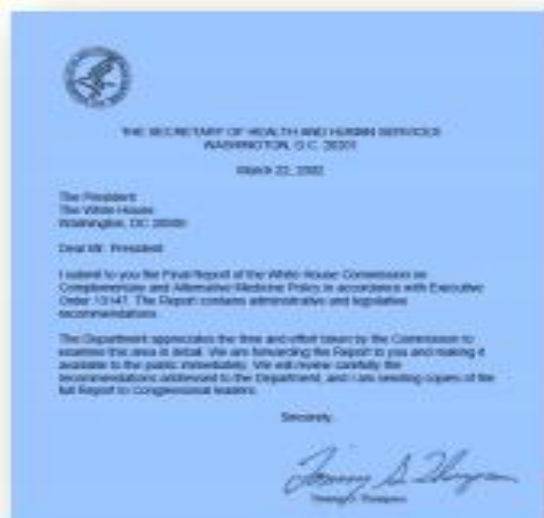 THE SECRETARY OF HEALTH AND HUMAN SERVICES
WASHINGTON, D.C. 20201
March 22, 2002
The President
The White House
Washington, DC 20500
Dear Mr. President
I submit to you the Final Report of the White House Commission on
Complementary and Alternative Medicine Policy in accordance with Executive
Order 13147. The Report contains administrative and legislative
recommendations.
The Department appreciates the time and effort taken by the Commission to
examine this area in detail. We are forwarding the Report to you and making it
available to the public immediately. We will review carefully the
recommendations addressed to the Department, and I am sending copies of the
full Report to Congressional leaders.
Sincerely,
Tommy G. Thompson